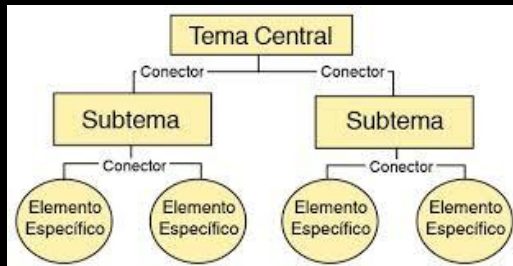 Tema Central
Conector Conector
Subtema Subtema
Conector Conector
Elemento Elemento Elemento Elemento
Específico Específico Específico Específico